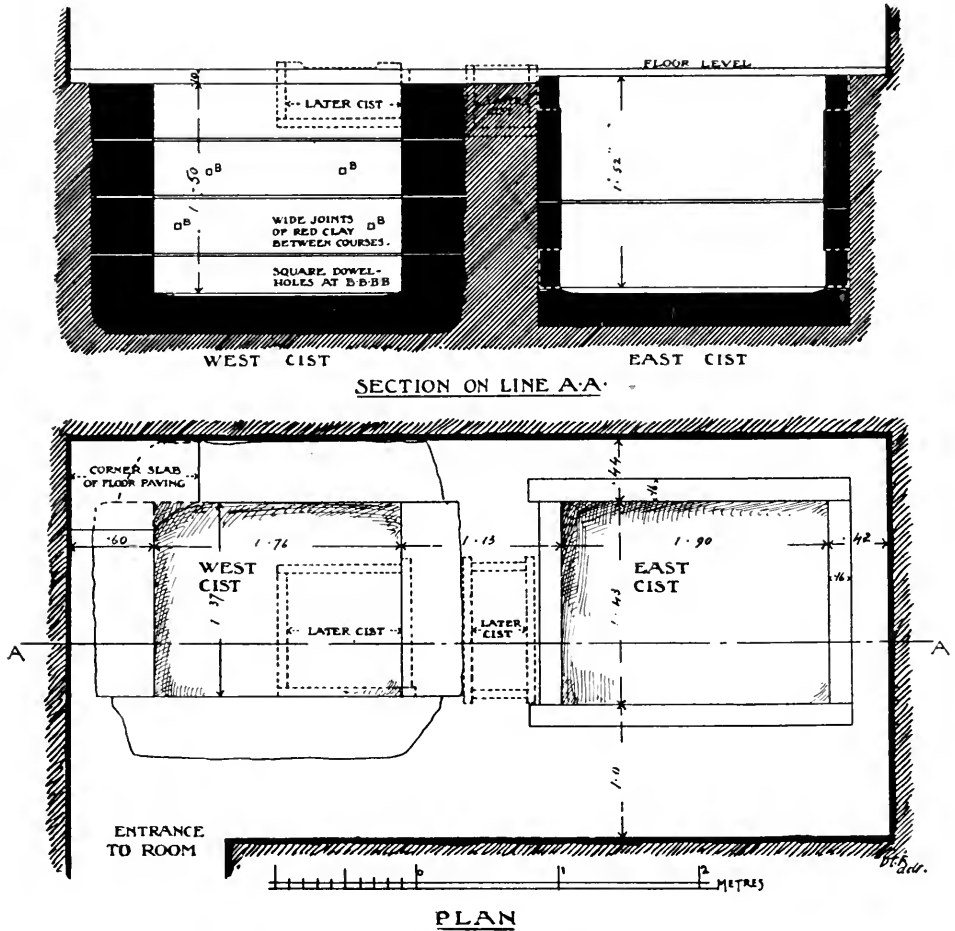 FLOOR LEVEL
·10
LATER CIST
LATER
CIST
1·50
B B
B B
WIDE JOINTS
OF RED CLAY
BETWEEN COURSES.
SQUARE DOWEL-
HOLES AT B·B·B·B
1·52
WEST CIST
EAST CIST
SECTION ON LINE A·A·
CORNER SLAB
OF FLOOR PAVING
·44
·16
·60
1·76
1·13
1·90
·42
WEST
CIST
EAST
CIST
1·37
1·43
·16
LATER CIST
LATER
CIST
A
A
1·0
ENTRANCE
TO ROOM
0 1 2 METRES
PLAN